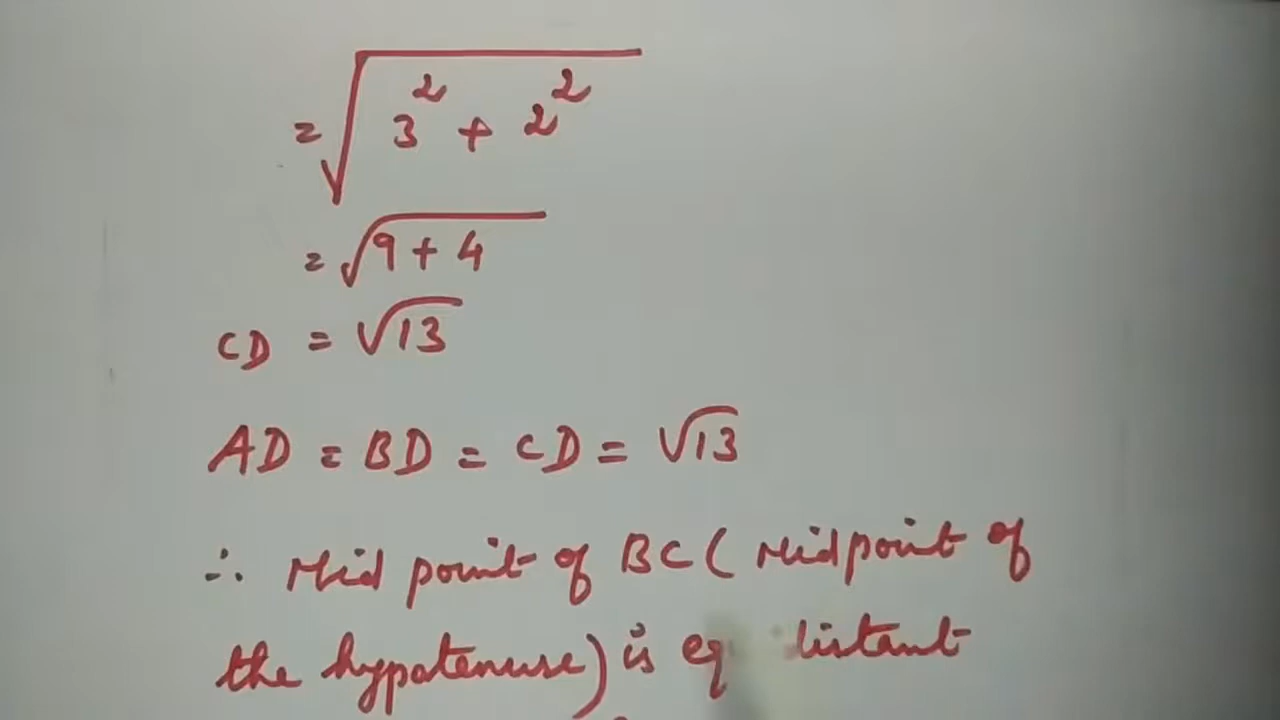 = √3² + 2²
= √9 + 4
CD = √13
AD = BD = CD = √13
∴ Mid point of BC ( Midpoint of
the hypotenuse) is distant